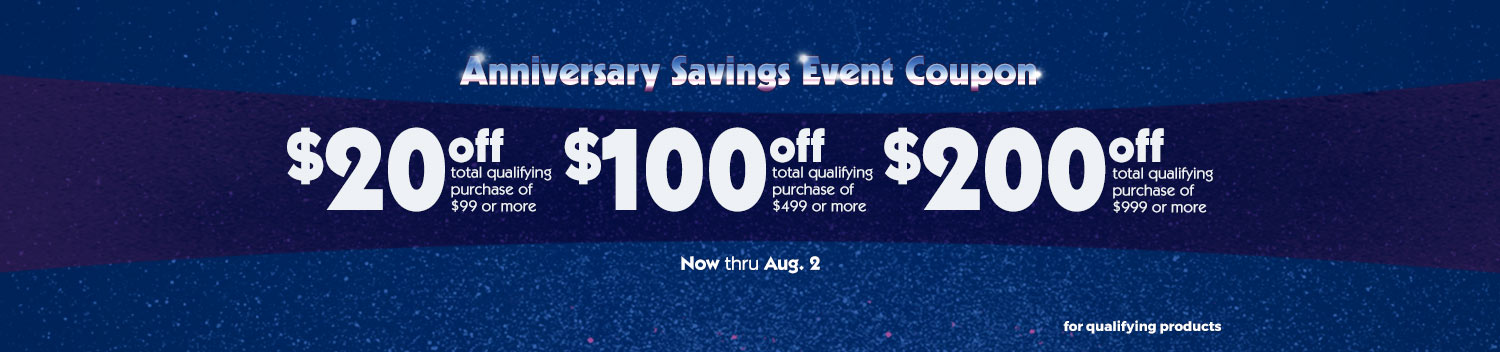 Anniversary Savings Event Coupon
$20 off
total qualifying
purchase of
$99 or more
$100 off
total qualifying
purchase of
$499 or more
$200 off
total qualifying
purchase of
$999 or more
Now thru Aug. 2
for qualifying products